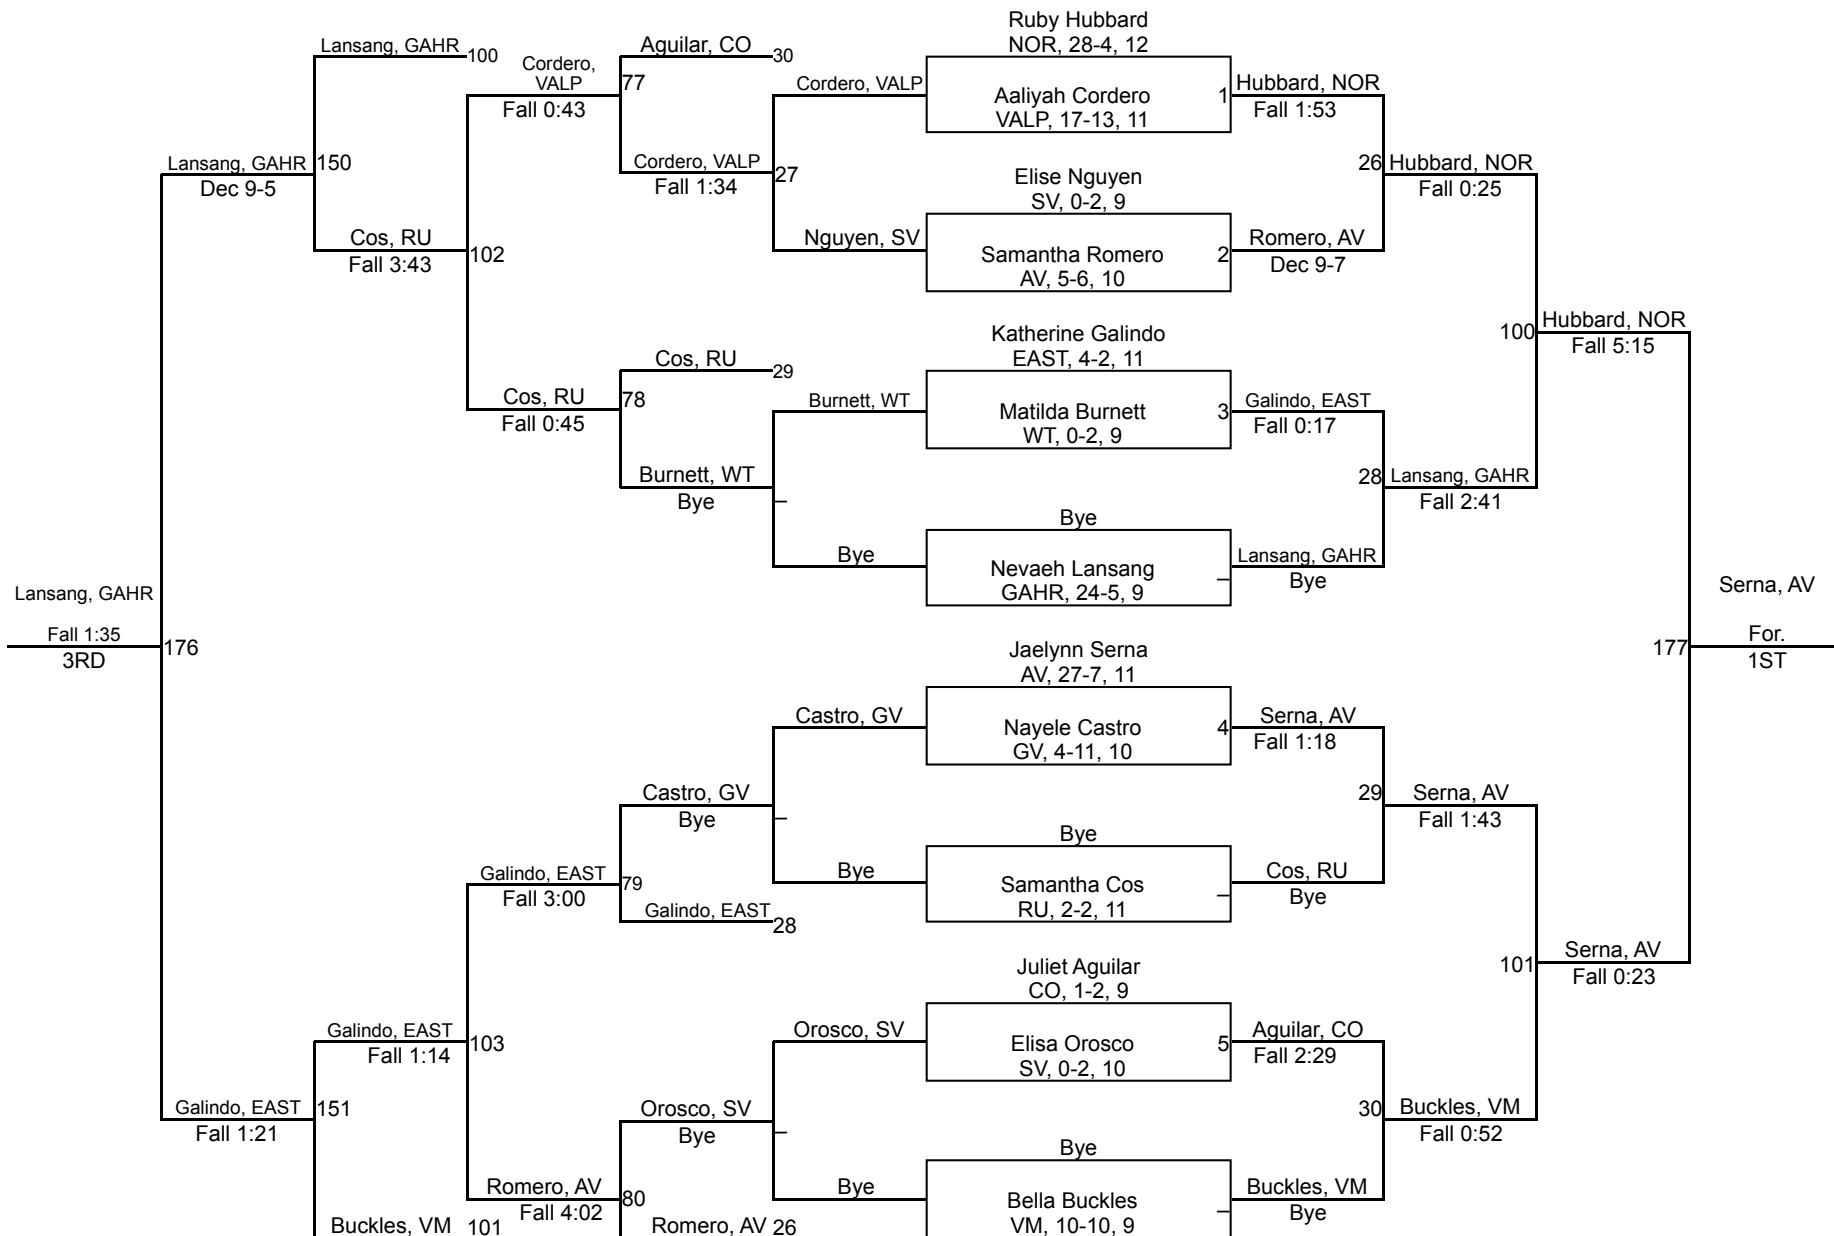 Ruby Hubbard
NOR, 28-4, 12
Lansang, GAHR
100
Aguilar, CO
30
Cordero,
VALP
77
Fall 0:43
Cordero, VALP
Aaliyah Cordero
VALP, 17-13, 11
1
Hubbard, NOR
Fall 1:53
Lansang, GAHR
150
Dec 9-5
Cordero, VALP
27
Fall 1:34
26
Hubbard, NOR
Fall 0:25
Elise Nguyen
SV, 0-2, 9
Cos, RU
Fall 3:43
102
Nguyen, SV
Samantha Romero
AV, 5-6, 10
2
Romero, AV
Dec 9-7
Katherine Galindo
EAST, 4-2, 11
100
Hubbard, NOR
Fall 5:15
Cos, RU
29
Cos, RU
78
Fall 0:45
Burnett, WT
Matilda Burnett
WT, 0-2, 9
3
Galindo, EAST
Fall 0:17
Burnett, WT
Bye
28
Lansang, GAHR
Fall 2:41
Bye
Bye
Nevaeh Lansang
GAHR, 24-5, 9
Lansang, GAHR
Bye
Lansang, GAHR
Fall 1:35
3RD
176
Serna, AV
177
For.
1ST
Jaelynn Serna
AV, 27-7, 11
Castro, GV
Nayele Castro
GV, 4-11, 10
4
Serna, AV
Fall 1:18
Castro, GV
Bye
29
Serna, AV
Fall 1:43
Bye
Galindo, EAST
79
Fall 3:00
Bye
Samantha Cos
RU, 2-2, 11
Cos, RU
Bye
Galindo, EAST
28
101
Serna, AV
Fall 0:23
Juliet Aguilar
CO, 1-2, 9
Galindo, EAST
103
Fall 1:14
Orosco, SV
Elisa Orosco
SV, 0-2, 10
5
Aguilar, CO
Fall 2:29
Galindo, EAST
151
Fall 1:21
Orosco, SV
Bye
30
Buckles, VM
Fall 0:52
Bye
Romero, AV
80
Fall 4:02
Bye
Bella Buckles
VM, 10-10, 9
Buckles, VM
Bye
Buckles, VM
101
Romero, AV
26